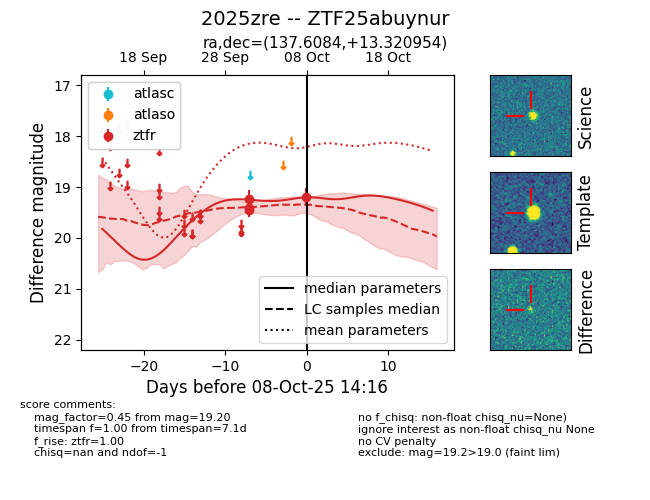 2025zre -- ZTF25abuynur
ra,dec=(137.6084,+13.320954)
18 Sep 28 Sep 08 Oct 18 Oct
17
18
19
20
21
22
Difference magnitude
atlasc
atlaso
ztfr
median parameters
LC samples median
mean parameters
−20 −10 0 10
Days before 08-Oct-25 14:16
Science
Template
Difference
score comments:
mag_factor=0.45 from mag=19.20
timespan f=1.00 from timespan=7.1d
f_rise: ztfr=1.00
chisq=nan and ndof=-1
no f_chisq: non-float chisq_nu=None)
ignore interest as non-float chisq_nu None
no CV penalty
exclude: mag=19.2>19.0 (faint lim)